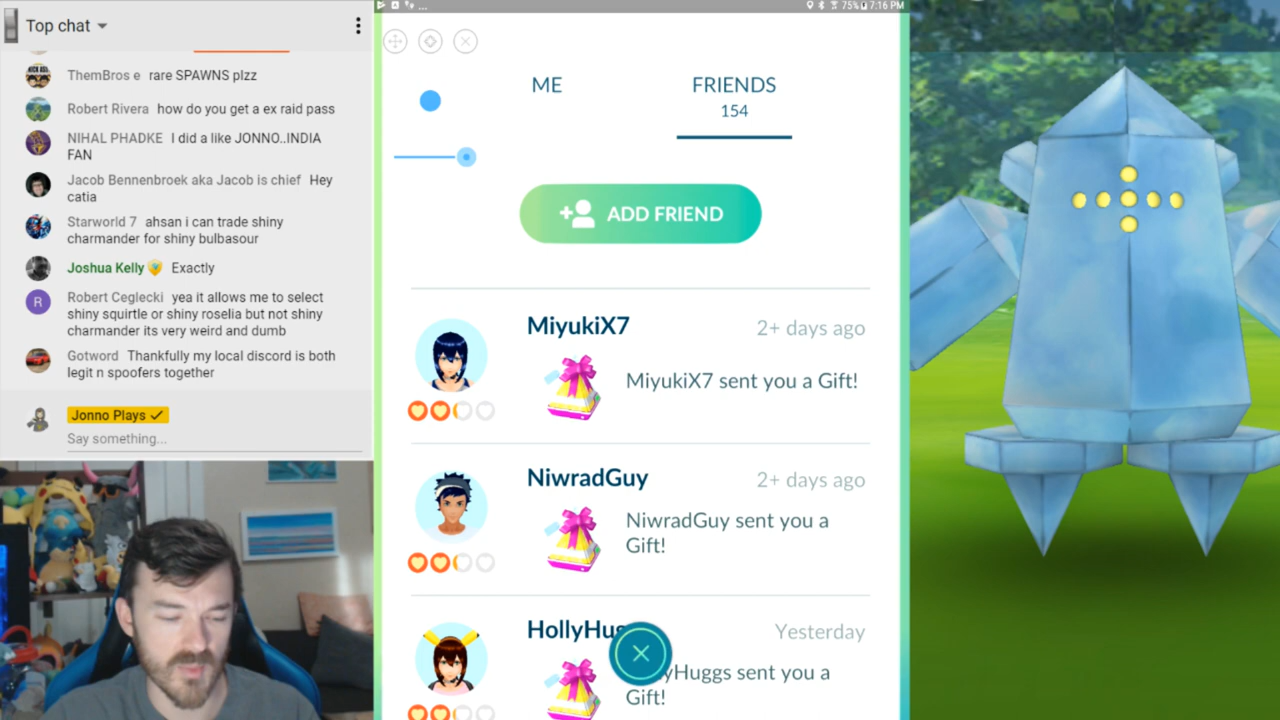 Top chat
ThemBros e rare SPAWNS plzz
Robert Rivera how do you get a ex raid pass
NIHAL PHADKE I did a like JONNO..INDIA
FAN
Jacob Bennenbroek aka Jacob is chief Hey
catia
Starworld 7 ahsan i can trade shiny
charmander for shiny bulbasour
Joshua Kelly Exactly
R
Robert Ceglecki yea it allows me to select
shiny squirtle or shiny roselia but not shiny
charmander its very weird and dumb
Gotword Thankfully my local discord is both
legit n spoofers together
Jonno Plays
Say something...
... 75% 7:16 PM
ME
FRIENDS
154
ADD FRIEND
MiyukiX7
2+ days ago
MiyukiX7 sent you a Gift!
NiwradGuy
2+ days ago
NiwradGuy sent you a
Gift!
Yesterday
sent you a
Gift!